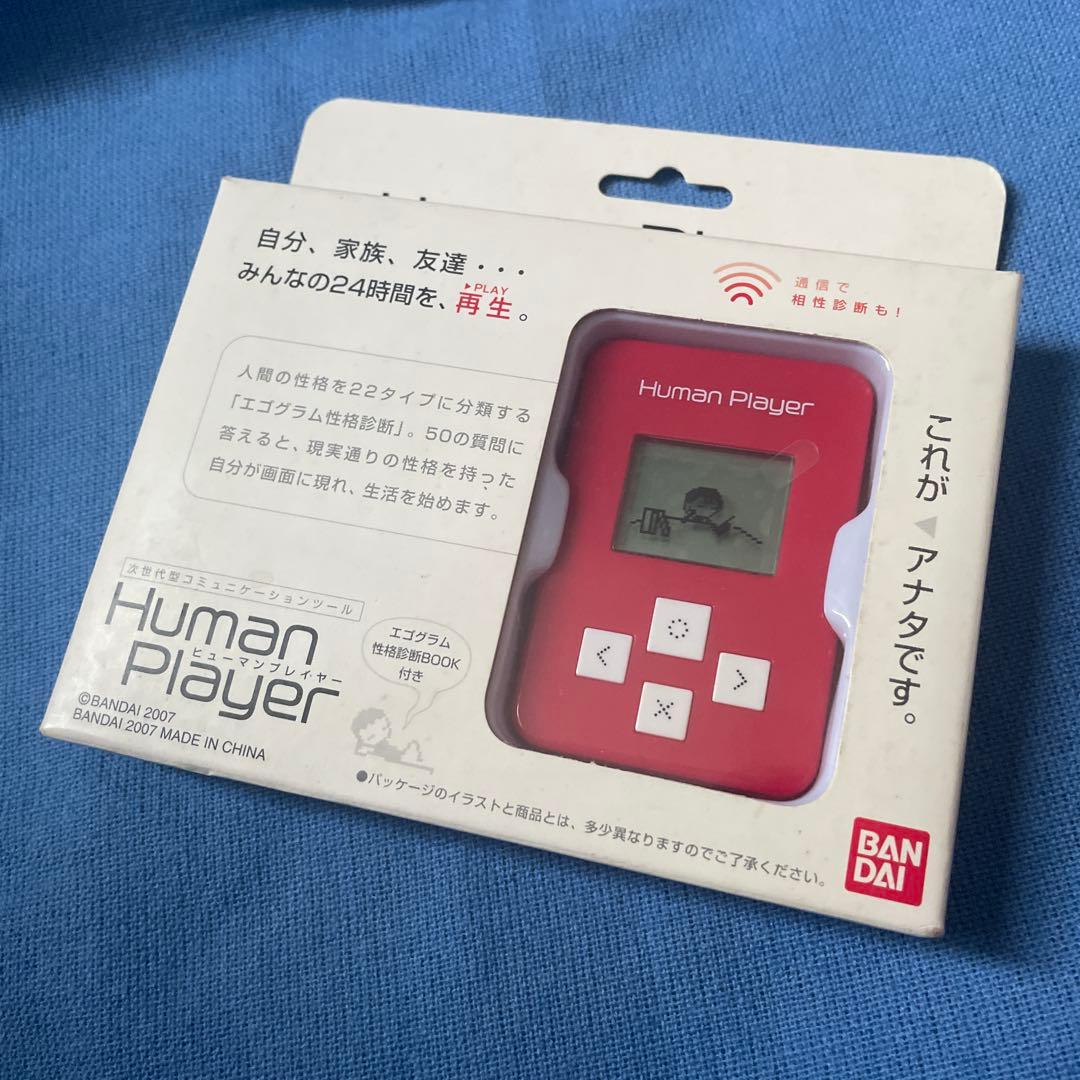 自分、家族、友達・・・
みんなの24時間を、再生。
▶PLAY
通信で
相性診断も!
人間の性格を22タイプに分類する
「エゴグラム性格診断」。50の質問に
答えると、現実通りの性格を持った
自分が画面に現れ、生活を始めます。
Human Player
これが◀アナタです。
次世代型コミュニケーションツール
Human
ヒューマンプレイヤー
Player
エゴグラム
性格診断BOOK
付き
©BANDAI 2007
BANDAI 2007 MADE IN CHINA
●パッケージのイラストと商品とは、多少異なりますのでご了承ください。
BAN
DAI